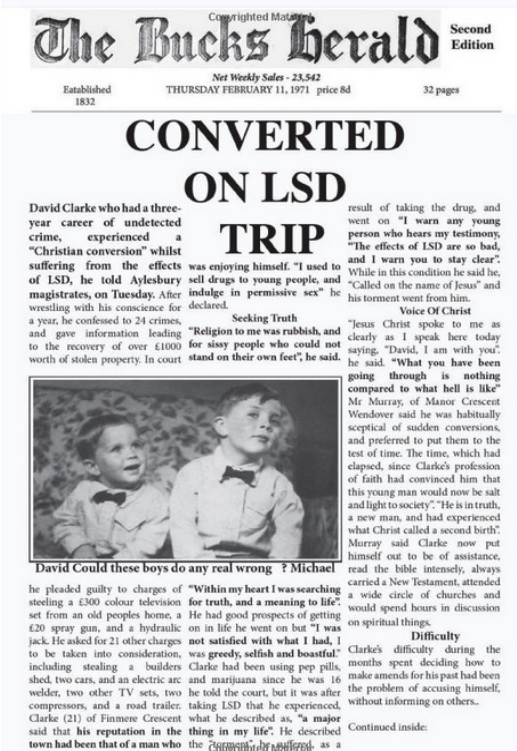 Copyrighted Material
The Bucks Herald
Second
Edition
Net Weekly Sales - 23,542
Eatablished
1832
THURSDAY FEBRUARY 11, 1971 price 8d
32 pages
CONVERTED
ON LSD
TRIP
David Clarke who had a three-
year career of undetected
crime, experienced a
"Christian conversion" whilst
suffering from the effects
of LSD, he told Aylesbury
magistrates, on Tuesday. After
wrestling with his conscience for
a year, he confessed to 24 crimes,
and gave information leading
to the recovery of over £1000
worth of stolen property. In court
was enjoying himself. "I used to
sell drugs to young people, and
indulge in permissive sex" he
declared.
Seeking Truth
"Religion to me was rubbish, and
for sissy people who could not
stand on their own feet", he said.
David Could these boys do any real wrong ? Michael
he pleaded guilty to charges of
steeling a £300 colour television
set from an old peoples home, a
£20 spray gun, and a hydraulic
jack. He asked for 21 other charges
to be taken into consideration,
including stealing a builders
shed, two cars, and an electric arc
welder, two other TV sets, two
compressors, and a road trailer.
Clarke (21) of Finmere Crescent
said that his reputation in the
town had been that of a man who
"Within my heart I was searching
for truth, and a meaning to life".
He had good prospects of getting
on in life he went on but "I was
not satisfied with what I had, I
was greedy, selfish and boastful."
Clarke had been using pep pills,
and marijuana since he was 16
he told the court, but it was after
taking LSD that he experienced,
what he described as, "a major
thing in my life". He described
the "torment", he suffered, as a
result of taking the drug, and
went on "I warn any young
person who hears my testimony,
"The effects of LSD are so bad,
and I warn you to stay clear".
While in this condition he said he,
"Called on the name of Jesus" and
his torment went from him.
Voice Of Christ
"Jesus Christ spoke to me as
clearly as I speak here today
saying, "David, I am with you".
he said. "What you have been
going through is nothing
compared to what hell is like"
Mr Murray, of Manor Crescent
Wendover said he was habitually
sceptical of sudden conversions,
and preferred to put them to the
test of time. The time, which had
elapsed, since Clarke's profession
of faith had convinced him that
this young man would now be salt
and light to society". "He is in truth,
a new man, and had experienced
what Christ called a second birth".
Murray said Clarke now put
himself out to be of assistance,
read the bible intensely, always
carried a New Testament, attended
a wide circle of churches and
would spend hours in discussion
on spiritual things.
Difficulty
Clarke's difficulty during the
months spent deciding how to
make amends for his past had been
the problem of accusing himself,
without informing on others..
Continued inside:
Copyrighted Material